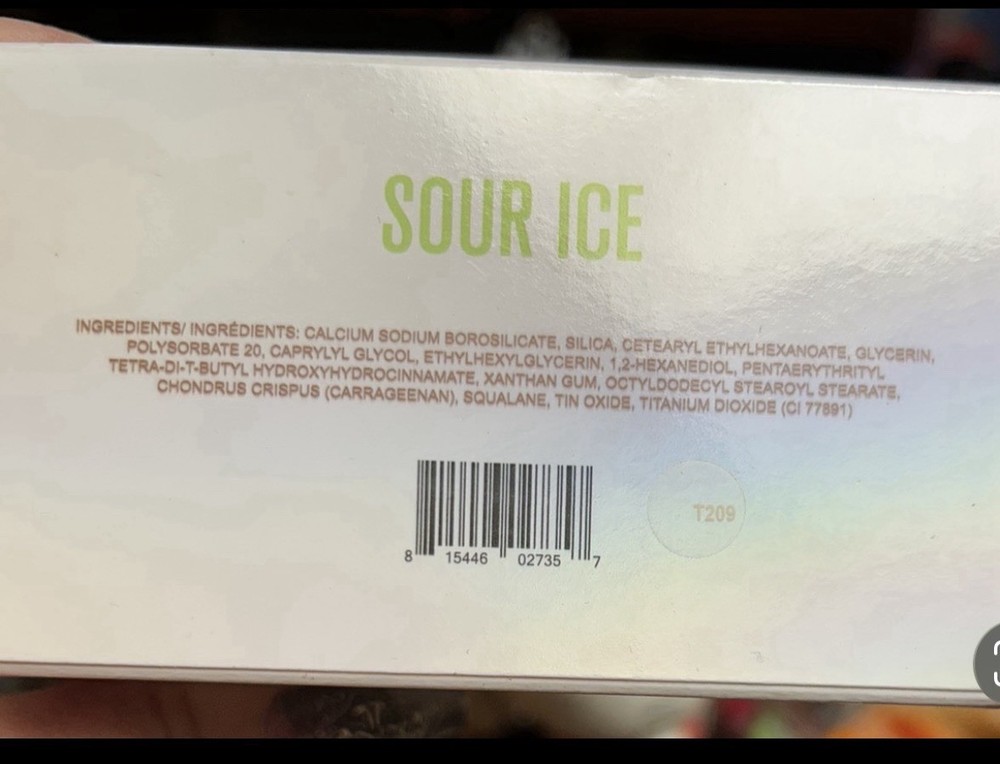 SOUR ICE
INGREDIENTS/ INGRÉDIENTS: CALCIUM SODIUM BOROSILICATE, SILICA, CETEARYL ETHYLHEXANOATE, GLYCERIN,
POLYSORBATE 20, CAPRYLYL GLYCOL, ETHYLHEXYLGLYCERIN, 1,2-HEXANEDIOL, PENTAERYTHRITYL
TETRA-DI-T-BUTYL HYDROXYHYDROCINNAMATE, XANTHAN GUM, OCTYLDODECYL STEAROYL STEARATE,
CHONDRUS CRISPUS (CARRAGEENAN), SQUALANE, TIN OXIDE, TITANIUM DIOXIDE (CI 77891)
T209
8 15446 02735 7